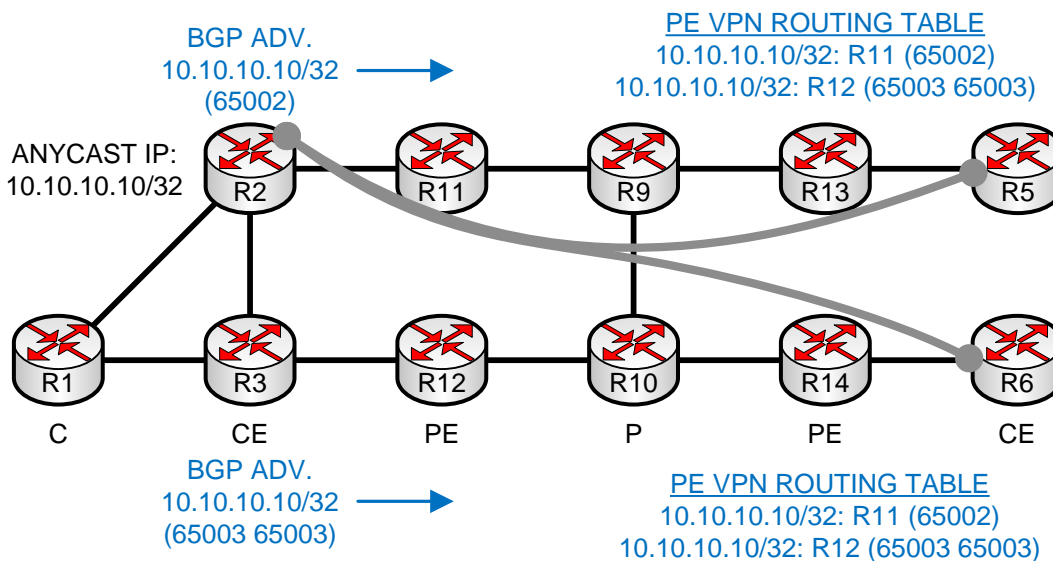 BGP ADV.
10.10.10.10/32
(65002)
PE VPN ROUTING TABLE
10.10.10.10/32: R11 (65002)
10.10.10.10/32: R12 (65003 65003)
ANYCAST IP:
10.10.10.10/32
R2
R11
R9
R13
R5
R1
R3
R12
R10
R14
R6
C
CE
PE
P
PE
CE
BGP ADV.
10.10.10.10/32
(65003 65003)
PE VPN ROUTING TABLE
10.10.10.10/32: R11 (65002)
10.10.10.10/32: R12 (65003 65003)